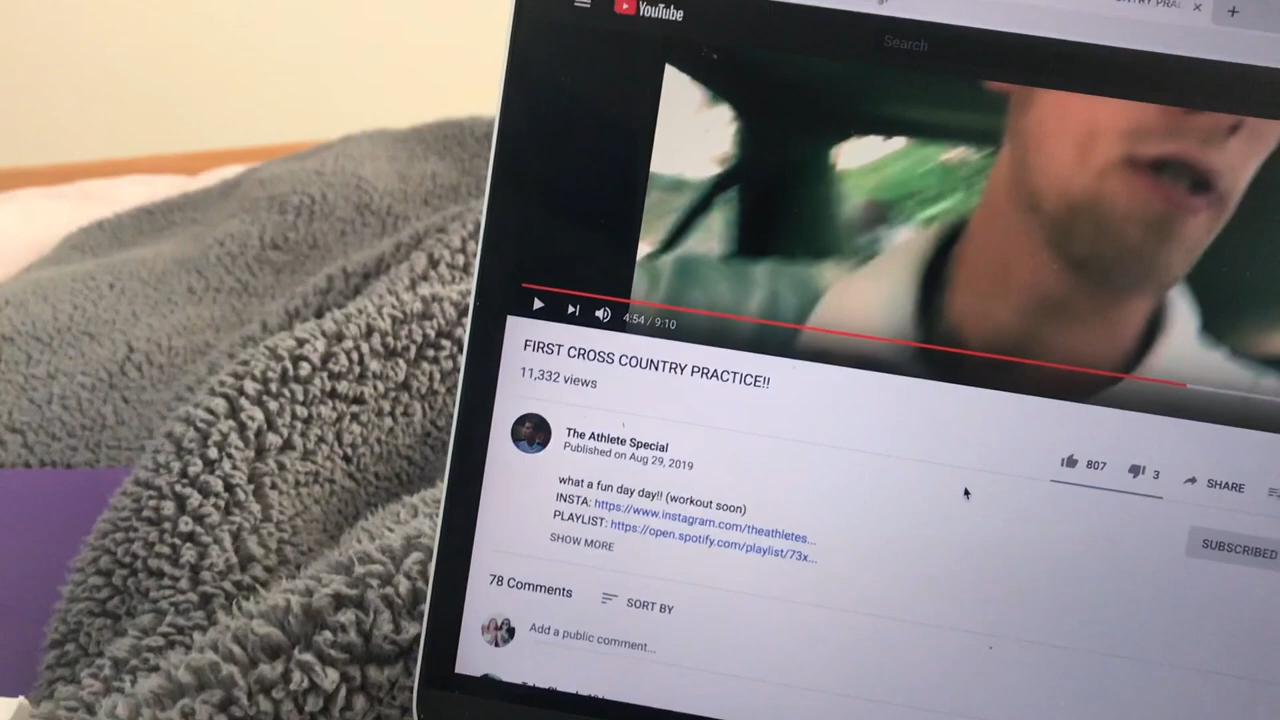 YouTube
Search
4:54 / 9:10
FIRST CROSS COUNTRY PRACTICE!!
11,332 views
807
3
SHARE
The Athlete Special
Published on Aug 29, 2019
SUBSCRIBED
what a fun day day!! (workout soon)
INSTA: https://www.instagram.com/theathletes...
PLAYLIST: https://open.spotify.com/playlist/73x...
SHOW MORE
78 Comments
SORT BY
Add a public comment...